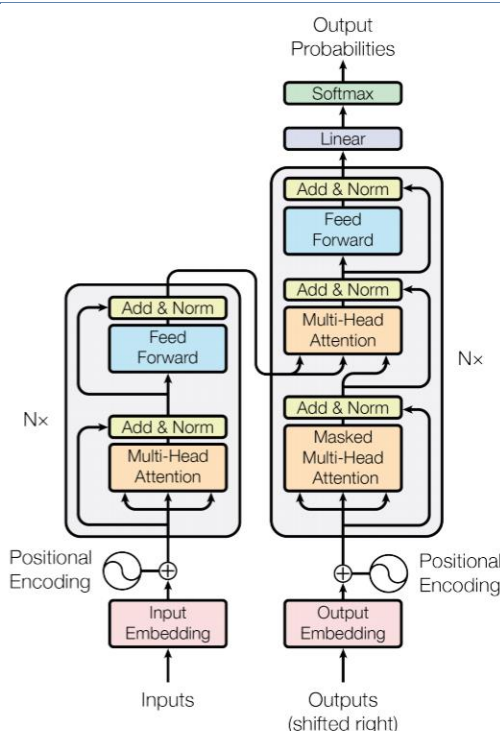 Output
Probabilities
Softmax
Linear
Add & Norm
Feed
Forward
Add & Norm
Multi-Head
Attention
Nx
Add & Norm
Masked
Multi-Head
Attention
Positional
Encoding
Output
Embedding
Outputs
(shifted right)
Add & Norm
Feed
Forward
Nx
Add & Norm
Multi-Head
Attention
Positional
Encoding
Input
Embedding
Inputs